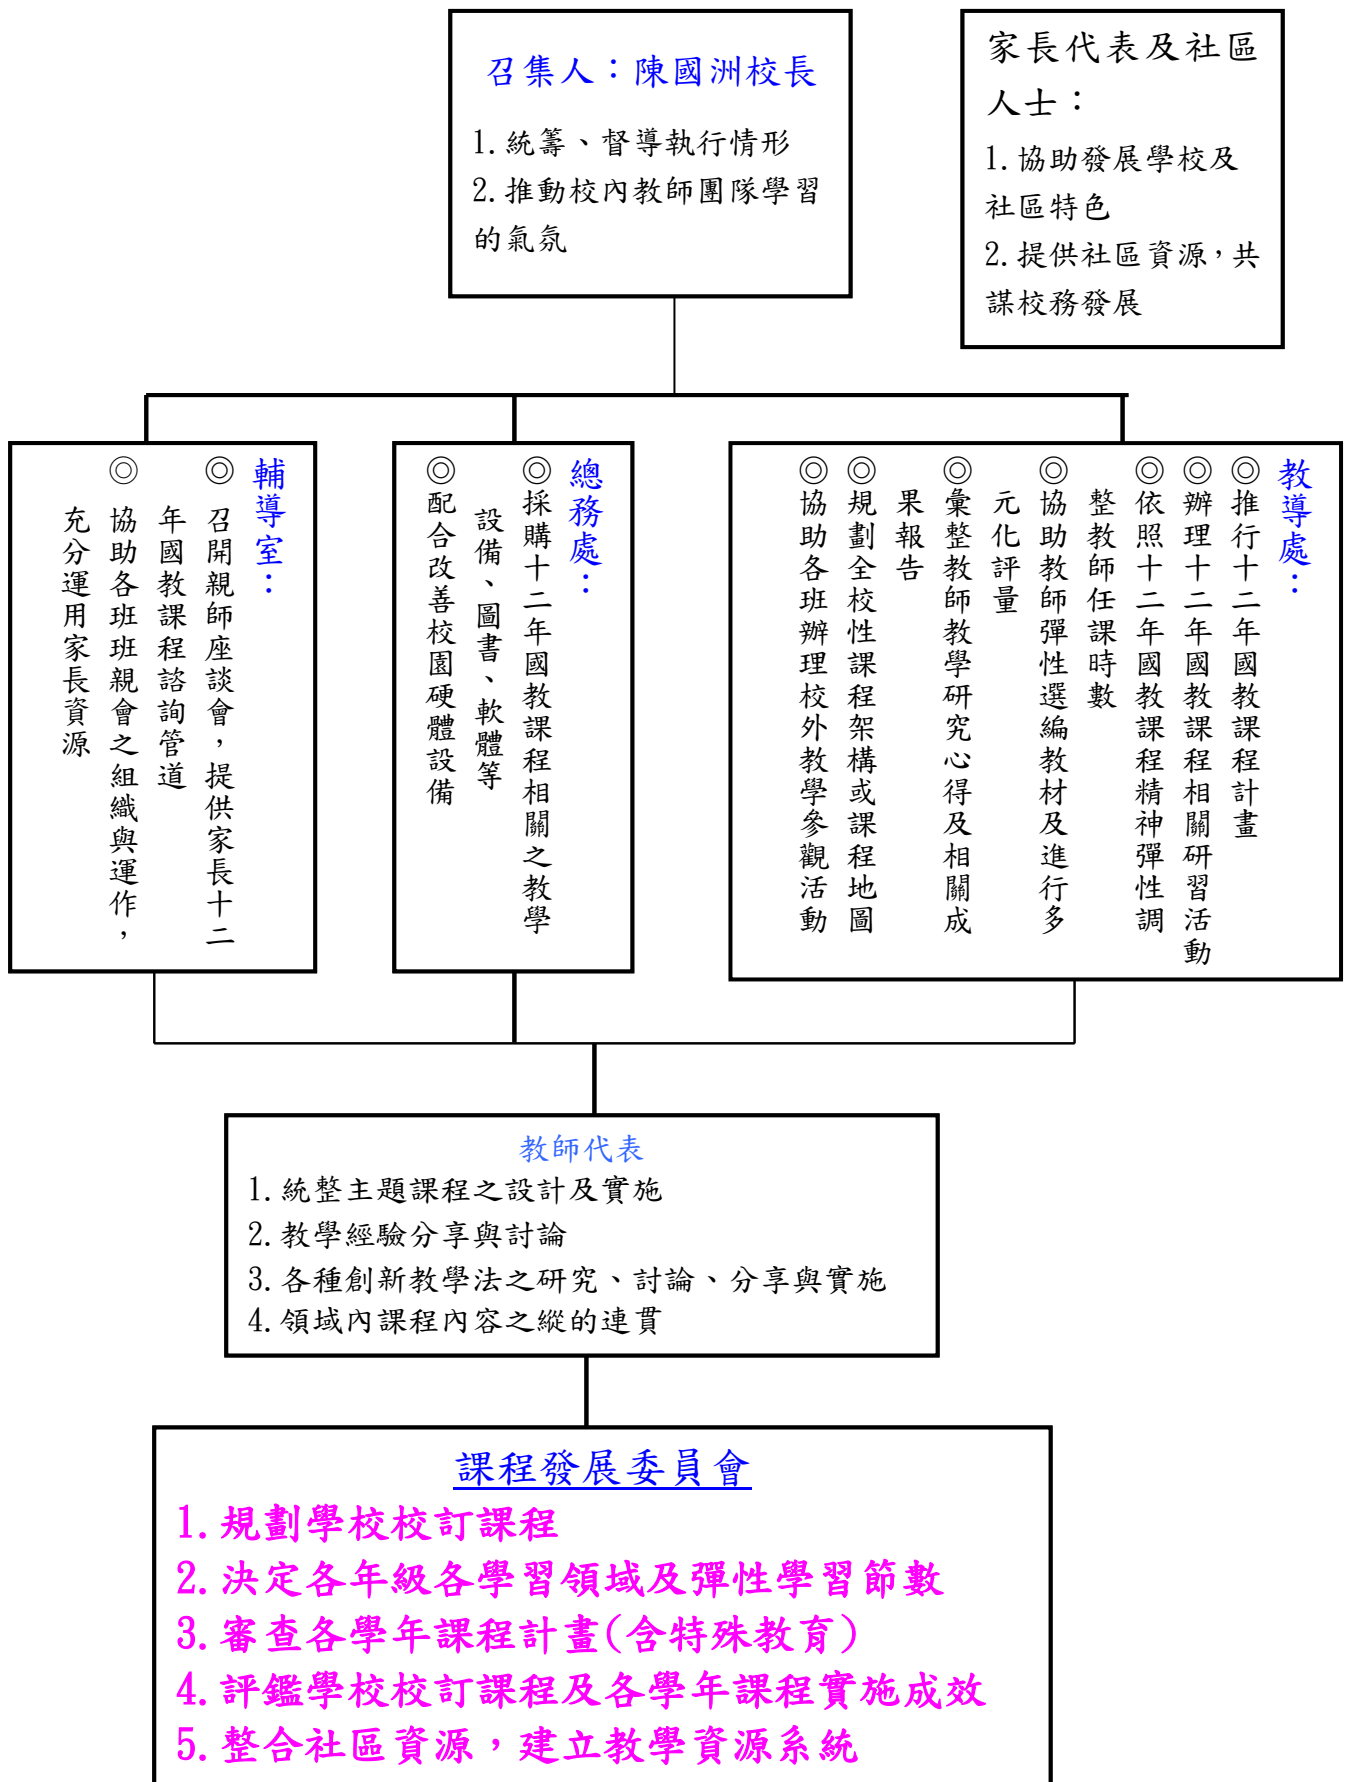 召集人：陳國洲校長
1.統籌、督導執行情形
2.推動校內教師團隊學習
的氣氛
家長代表及社區
人士：
1.協助發展學校及
社區特色
2.提供社區資源，共
謀校務發展
教導處：
◎推行十二年國教課程計畫
◎辦理十二年國教課程相關研習活動
◎依照十二年國教課程精神彈性調
整教師任課時數
◎協助教師彈性選編教材及進行多
元化評量
◎彙整教師教學研究心得及相關成
果報告
◎規劃全校性課程架構或課程地圖
◎協助各班辦理校外教學參觀活動
總務處：
◎採購十二年國教課程相關之教學
設備、圖書、軟體等
◎配合改善校園硬體設備
輔導室：
◎ 召開親師座談會，提供家長十二
年國教課程諮詢管道
◎ 協助各班班親會之組織與運作，
充分運用家長資源
教師代表
1.統整主題課程之設計及實施
2.教學經驗分享與討論
3.各種創新教學法之研究、討論、分享與實施
4.領域內課程內容之縱的連貫
課程發展委員會
1.規劃學校校訂課程
2.決定各年級各學習領域及彈性學習節數
3.審查各學年課程計畫(含特殊教育)
4.評鑑學校校訂課程及各學年課程實施成效
5.整合社區資源，建立教學資源系統